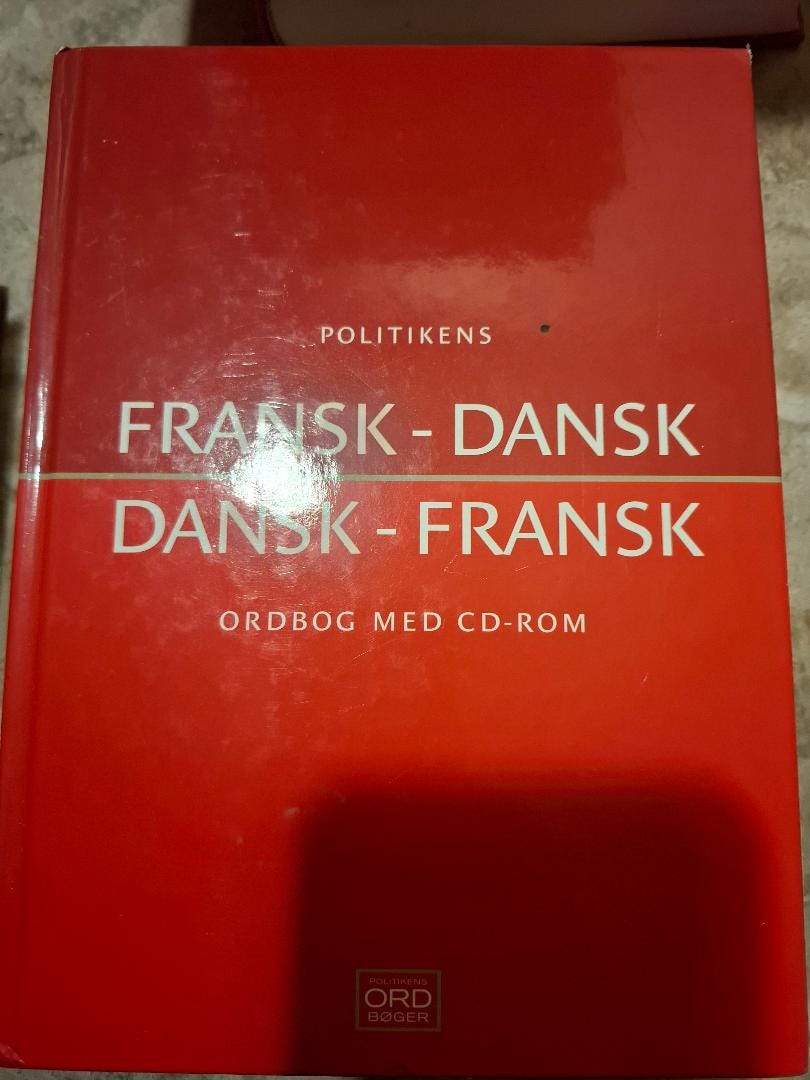 POLITIKENS
FRANSK - DANSK
DANSK - FRANSK
ORDBOG MED CD-ROM
POLITIKENS
ORD
BØGER